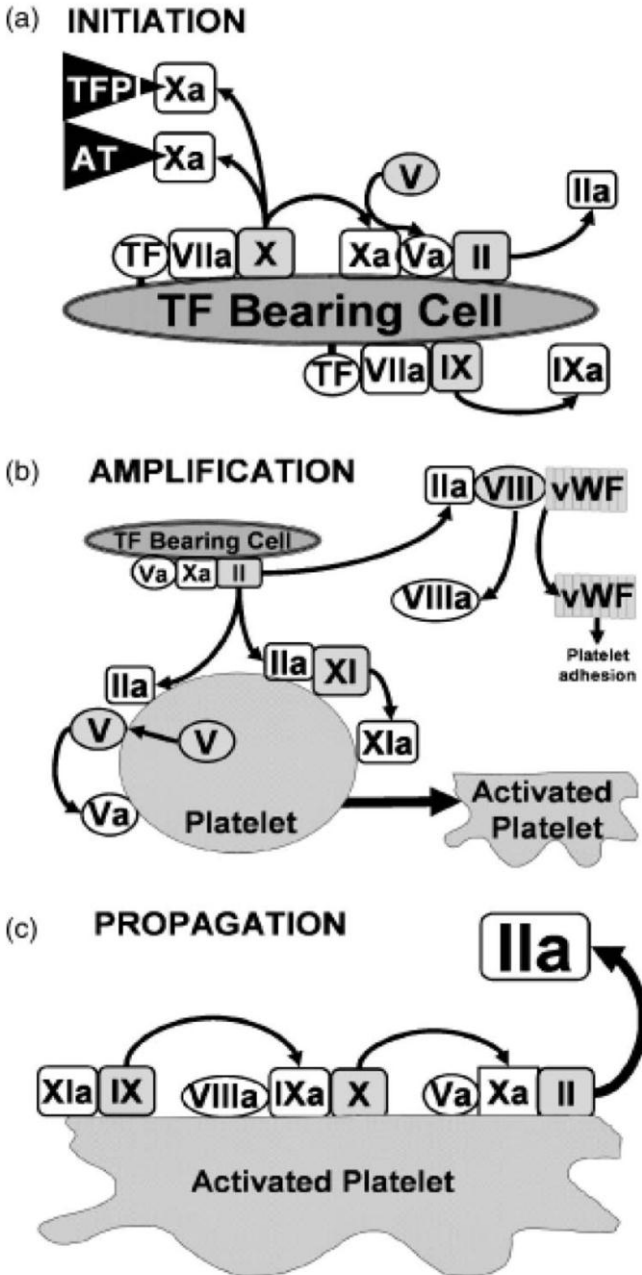 (a) INITIATION
TFPI Xa
AT Xa
V
IIa
TF VIIa X
Xa Va II
TF Bearing Cell
TF VIIa IX
IXa
(b) AMPLIFICATION
IIa VIII vWF
TF Bearing Cell
Va Xa II
VIIIa
vWF
Platelet
adhesion
IIa
IIa XI
V
V
XIa
Va
Platelet
Activated
Platelet
(c) PROPAGATION
IIa
XIa IX
VIIIa IXa X
Va Xa II
Activated Platelet